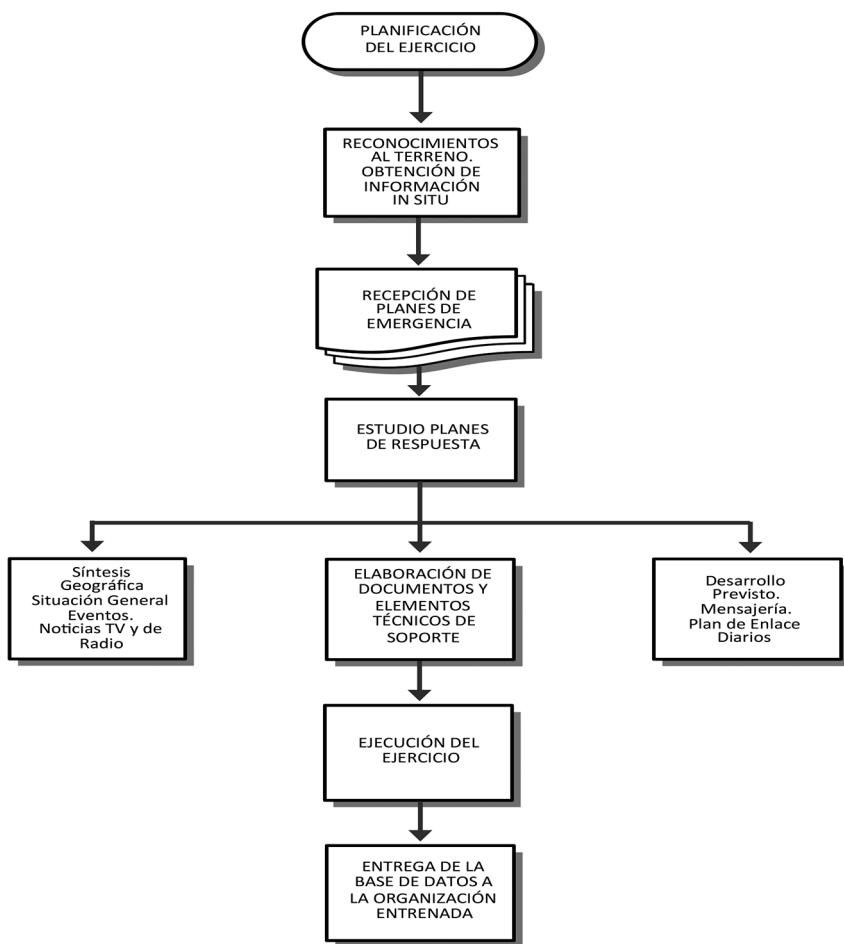 PLANIFICACIÓN
DEL EJERCICIO
RECONOCIMIENTOS
AL TERRENO.
OBTENCIÓN DE
INFORMACIÓN
IN SITU
RECEPCIÓN DE
PLANES DE
EMERGENCIA
ESTUDIO PLANES
DE RESPUESTA
Síntesis
Geográfica
Situación General
Eventos.
Noticias TV y de
Radio
ELABORACIÓN DE
DOCUMENTOS Y
ELEMENTOS
TÉCNICOS DE
SOPORTE
Desarrollo
Previsto.
Mensajería.
Plan de Enlace
Diarios
EJECUCIÓN DEL
EJERCICIO
ENTREGA DE LA
BASE DE DATOS A
LA ORGANIZACIÓN
ENTRENADA